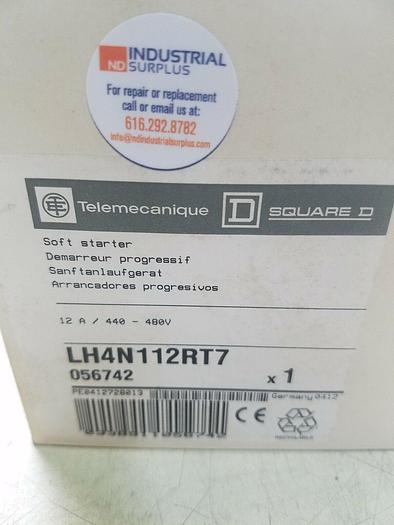 ND INDUSTRIAL
SURPLUS
For repair or replacement
call or email us at:
616.292.8782
info@ndindustrialsurplus.com
Telemecanique D SQUARE D
Soft starter
Demarreur progressif
Sanftanlaufgerat
Arrancadores progresivos
12 A / 440 - 480V
LH4N112RT7
056742 x 1
PE0412728013 Germany 0412
CE
RECYCLABLE